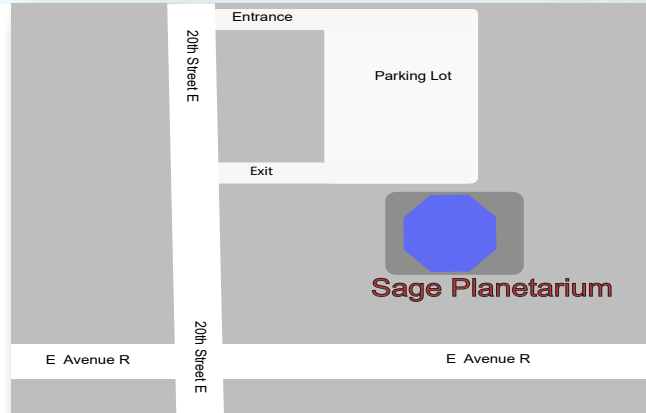 Entrance
20th Street E
Parking Lot
Exit
Sage Planetarium
20th Street E
E Avenue R
E Avenue R